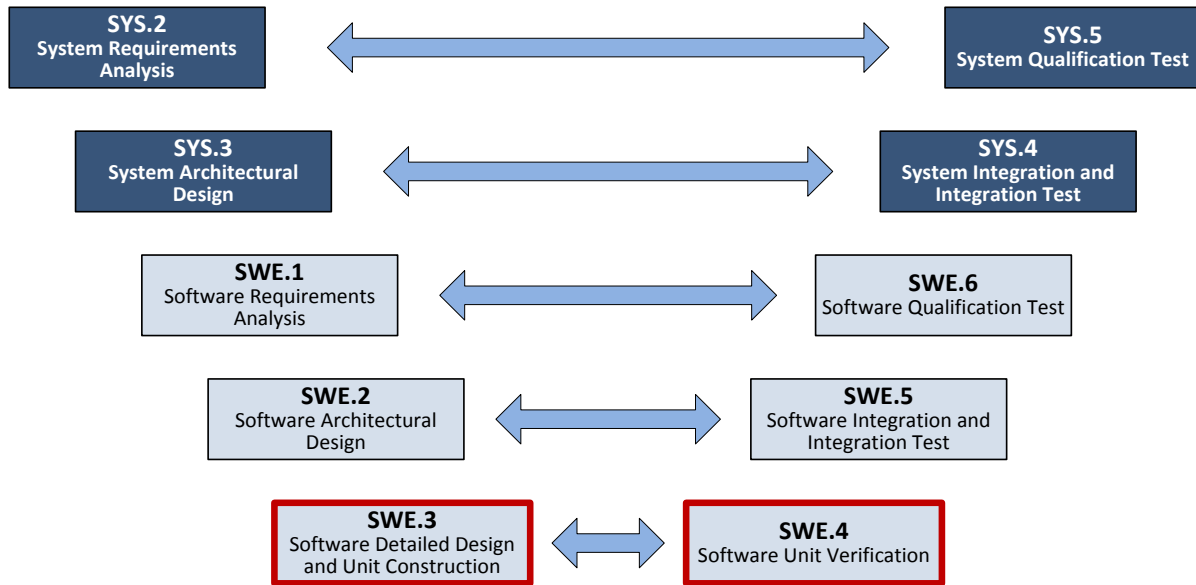 SYS.2
System Requirements
Analysis
SYS.5
System Qualification Test
SYS.3
System Architectural
Design
SYS.4
System Integration and
Integration Test
SWE.1
Software Requirements
Analysis
SWE.6
Software Qualification Test
SWE.2
Software Architectural
Design
SWE.5
Software Integration and
Integration Test
SWE.3
Software Detailed Design
and Unit Construction
SWE.4
Software Unit Verification